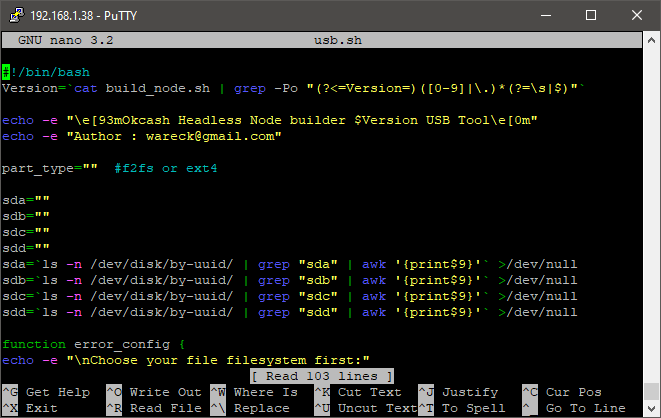 192.168.1.38 - PuTTY
GNU nano 3.2 usb.sh
#!/bin/bash
Version=`cat build_node.sh | grep -Po "(?<=Version=)([0-9]|\.)*(?=\s|$)"`
echo -e "\e[93mOkcash Headless Node builder $Version USB Tool\e[0m"
echo -e "Author : wareck@gmail.com"
part_type="" #f2fs or ext4
sda=""
sdb=""
sdc=""
sdd=""
sda=`ls -n /dev/disk/by-uuid/ | grep "sda" | awk '{print$9}'` >/dev/null
sdb=`ls -n /dev/disk/by-uuid/ | grep "sdb" | awk '{print$9}'` >/dev/null
sdc=`ls -n /dev/disk/by-uuid/ | grep "sdc" | awk '{print$9}'` >/dev/null
sdd=`ls -n /dev/disk/by-uuid/ | grep "sdd" | awk '{print$9}'` >/dev/null
function error_config {
echo -e "\nChoose your file filesystem first:"
[ Read 103 lines ]
^G Get Help ^O Write Out ^W Where Is ^K Cut Text ^J Justify ^C Cur Pos
^X Exit ^R Read File ^\ Replace ^U Uncut Text ^T To Spell ^_ Go To Line